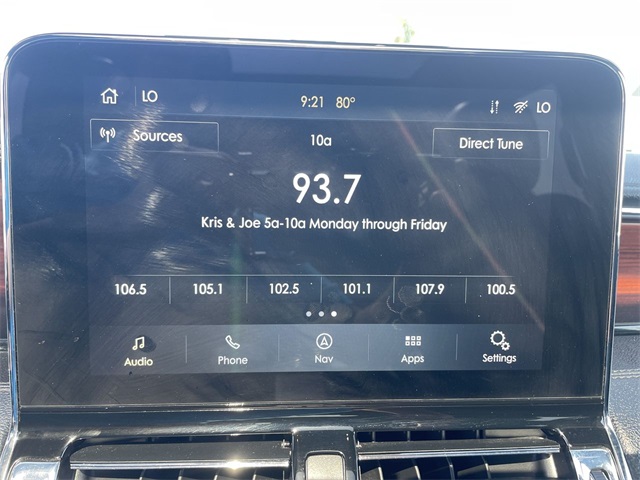 LO 9:21 80° LO
Sources 10a Direct Tune
93.7
Kris & Joe 5a-10a Monday through Friday
106.5 105.1 102.5 101.1 107.9 100.5
Audio Phone Nav Apps Settings